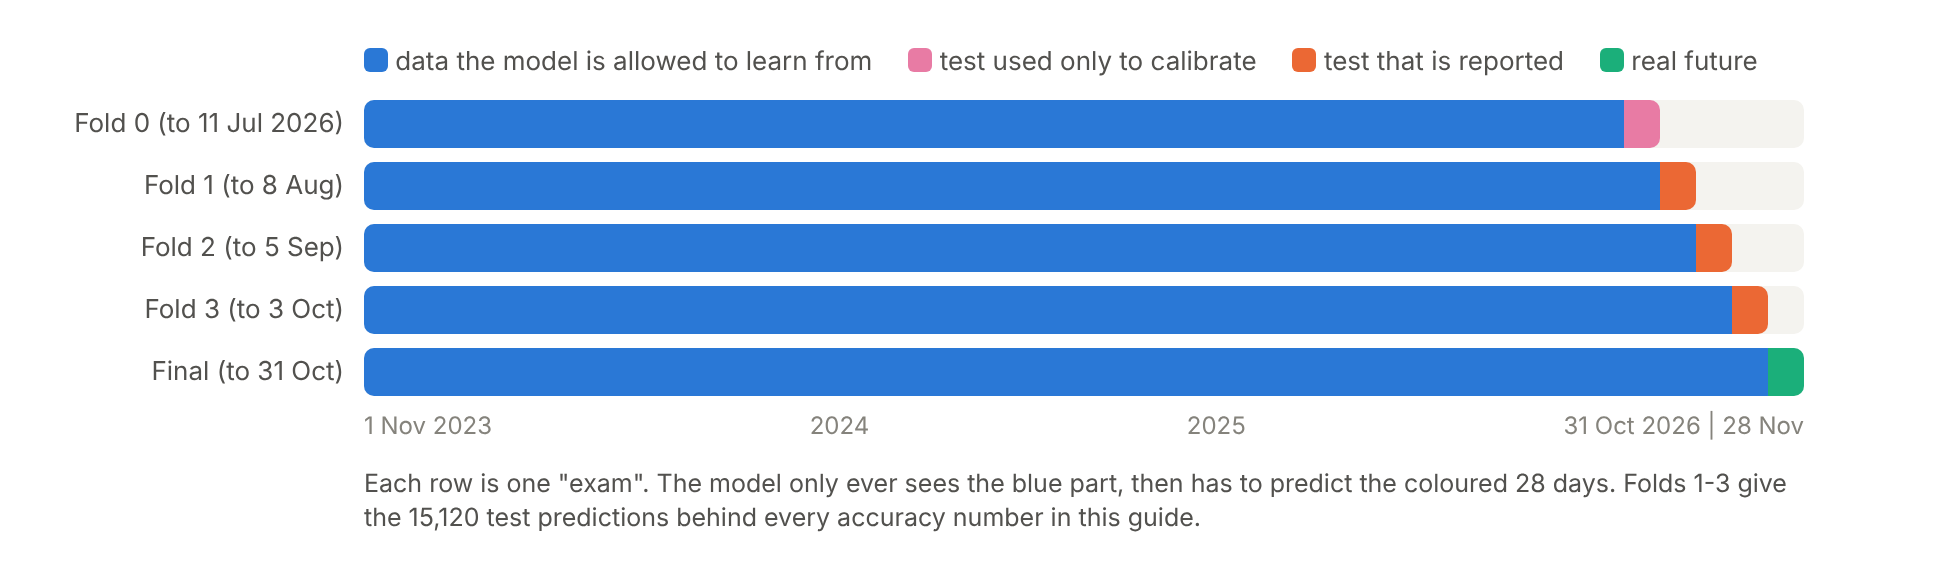 data the model is allowed to learn from test used only to calibrate test that is reported real future
Fold 0 (to 11 Jul 2026)
Fold 1 (to 8 Aug)
Fold 2 (to 5 Sep)
Fold 3 (to 3 Oct)
Final (to 31 Oct)
1 Nov 2023 2024 2025 31 Oct 2026 | 28 Nov
Each row is one "exam". The model only ever sees the blue part, then has to predict the coloured 28 days. Folds 1-3 give
the 15,120 test predictions behind every accuracy number in this guide.